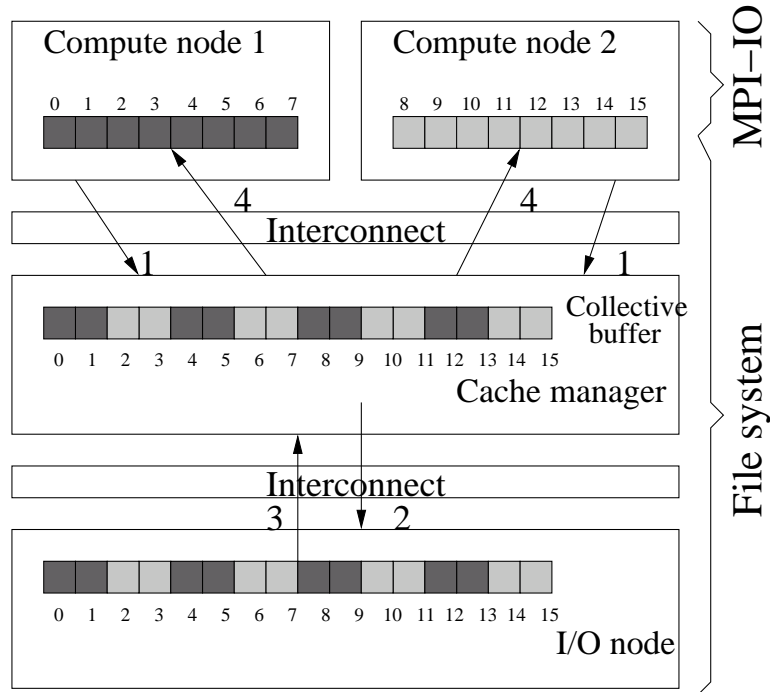 Compute node 1
0 1 2 3 4 5 6 7
Compute node 2
8 9 10 11 12 13 14 15
MPI–IO
4
4
Interconnect
1
1
Collective
buffer
0 1 2 3 4 5 6 7 8 9 10 11 12 13 14 15
Cache manager
File system
Interconnect
3
2
0 1 2 3 4 5 6 7 8 9 10 11 12 13 14 15
I/O node